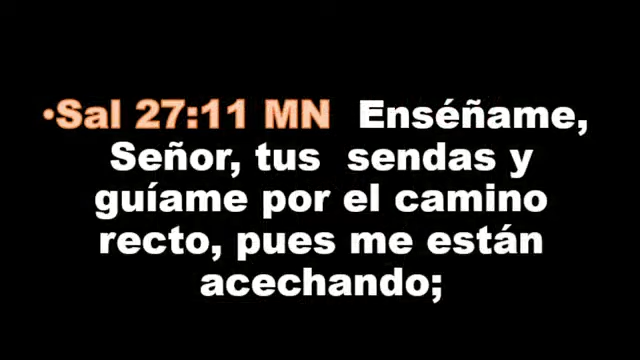 •Sal 27:11 MN  Enséñame,
Señor, tus  sendas y
guíame por el camino
recto, pues me están
acechando;